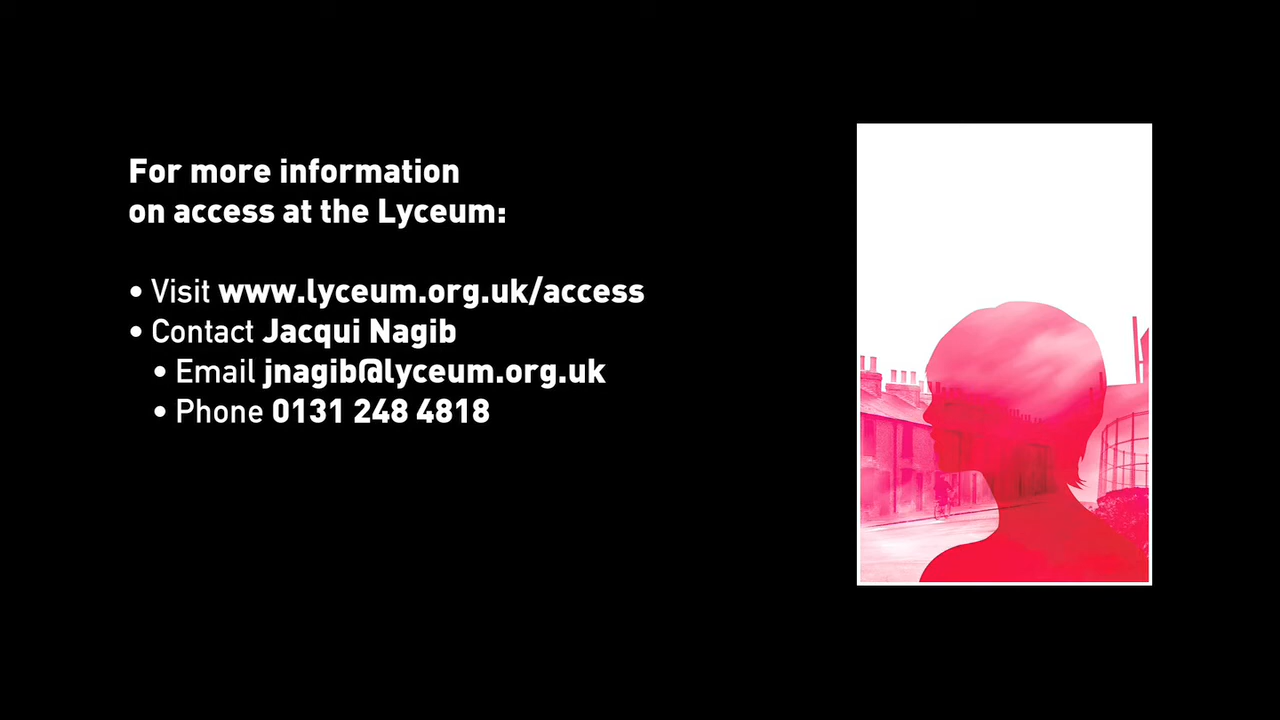 For more information
on access at the Lyceum:
• Visit www.lyceum.org.uk/access
• Contact Jacqui Nagib
• Email jnagib@lyceum.org.uk
• Phone 0131 248 4818